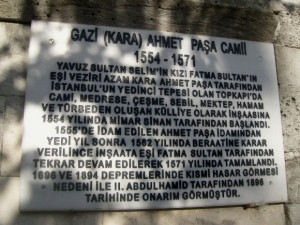 GAZİ (KARA) AHMET PAŞA CAMİİ
1554 - 1571
YAVUZ SULTAN SELİM'İN KIZI FATMA SULTAN'IN
EŞİ VEZİRİ AZAM KARA AHMET PAŞA TARAFINDAN
İSTANBUL'UN YEDİNCİ TEPESİ OLAN TOPKAPI'DA
CAMİ, MEDRESE, ÇEŞME, SEBİL, MEKTEP, HAMAM
VE TÜRBEDEN OLUŞAN KÜLLİYE OLARAK İNŞAASINA
1554 YILINDA MİMAR SİNAN TARAFINDAN BAŞLANDI.
1555'DE İDAM EDİLEN AHMET PAŞA İDAMINDAN
YEDİ YIL SONRA 1562 YILINDA BERAATİNE KARAR
VERİLİNCE İNŞAATA EŞİ FATMA SULTAN TARAFINDAN
TEKRAR DEVAM EDİLEREK 1571 YILINDA TAMAMLANDI.
1696 VE 1894 DEPREMLERİNDE KISMİ HASAR GÖRMESİ
NEDENİ İLE II. ABDULHAMİD TARAFINDAN 1896
TARİHİNDE ONARIM GÖRMÜŞTÜR.